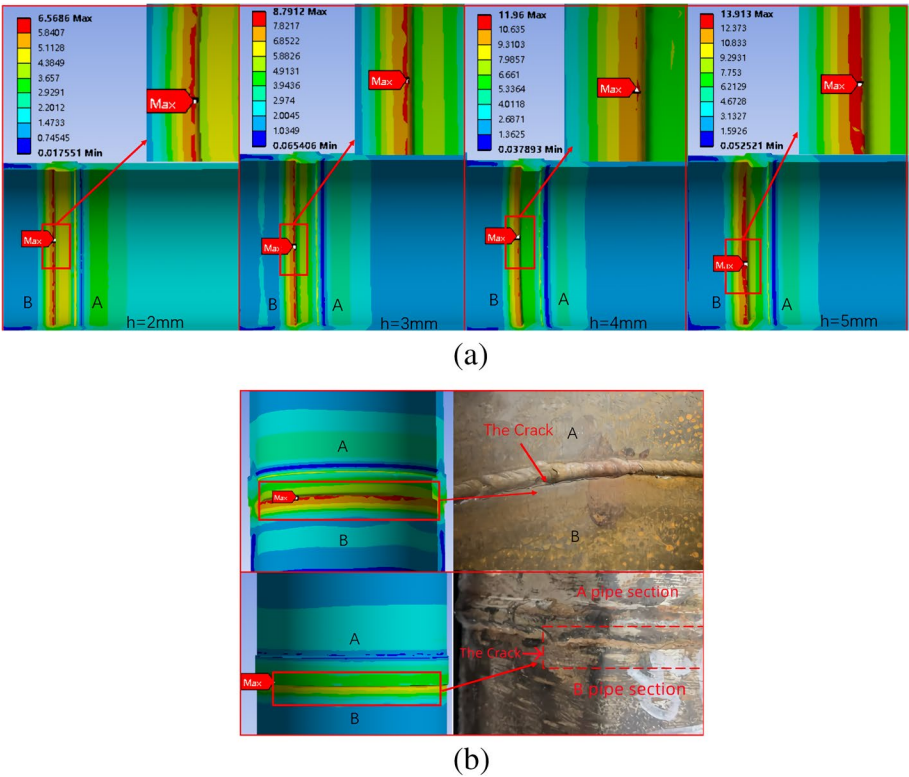 6.5686 Max
5.8407
5.1128
4.3849
3.657
2.9291
2.2012
1.4733
0.74545
0.017551 Min
Max
Max
B
A
h=2mm
8.7912 Max
7.8217
6.8522
5.8826
4.9131
3.9436
2.974
2.0045
1.0349
0.065406 Min
Max
Max
B
A
h=3mm
11.96 Max
10.635
9.3103
7.9857
6.661
5.3364
4.0118
2.6871
1.3625
0.037893 Min
Max
Max
B
A
h=4mm
13.913 Max
12.373
10.833
9.2931
7.753
6.2129
4.6728
3.1327
1.5926
0.052521 Min
Max
Max
B
A
h=5mm
(a)
A
Max
B
The Crack
A
B
A
Max
B
A pipe section
The Crack
B pipe section
(b)